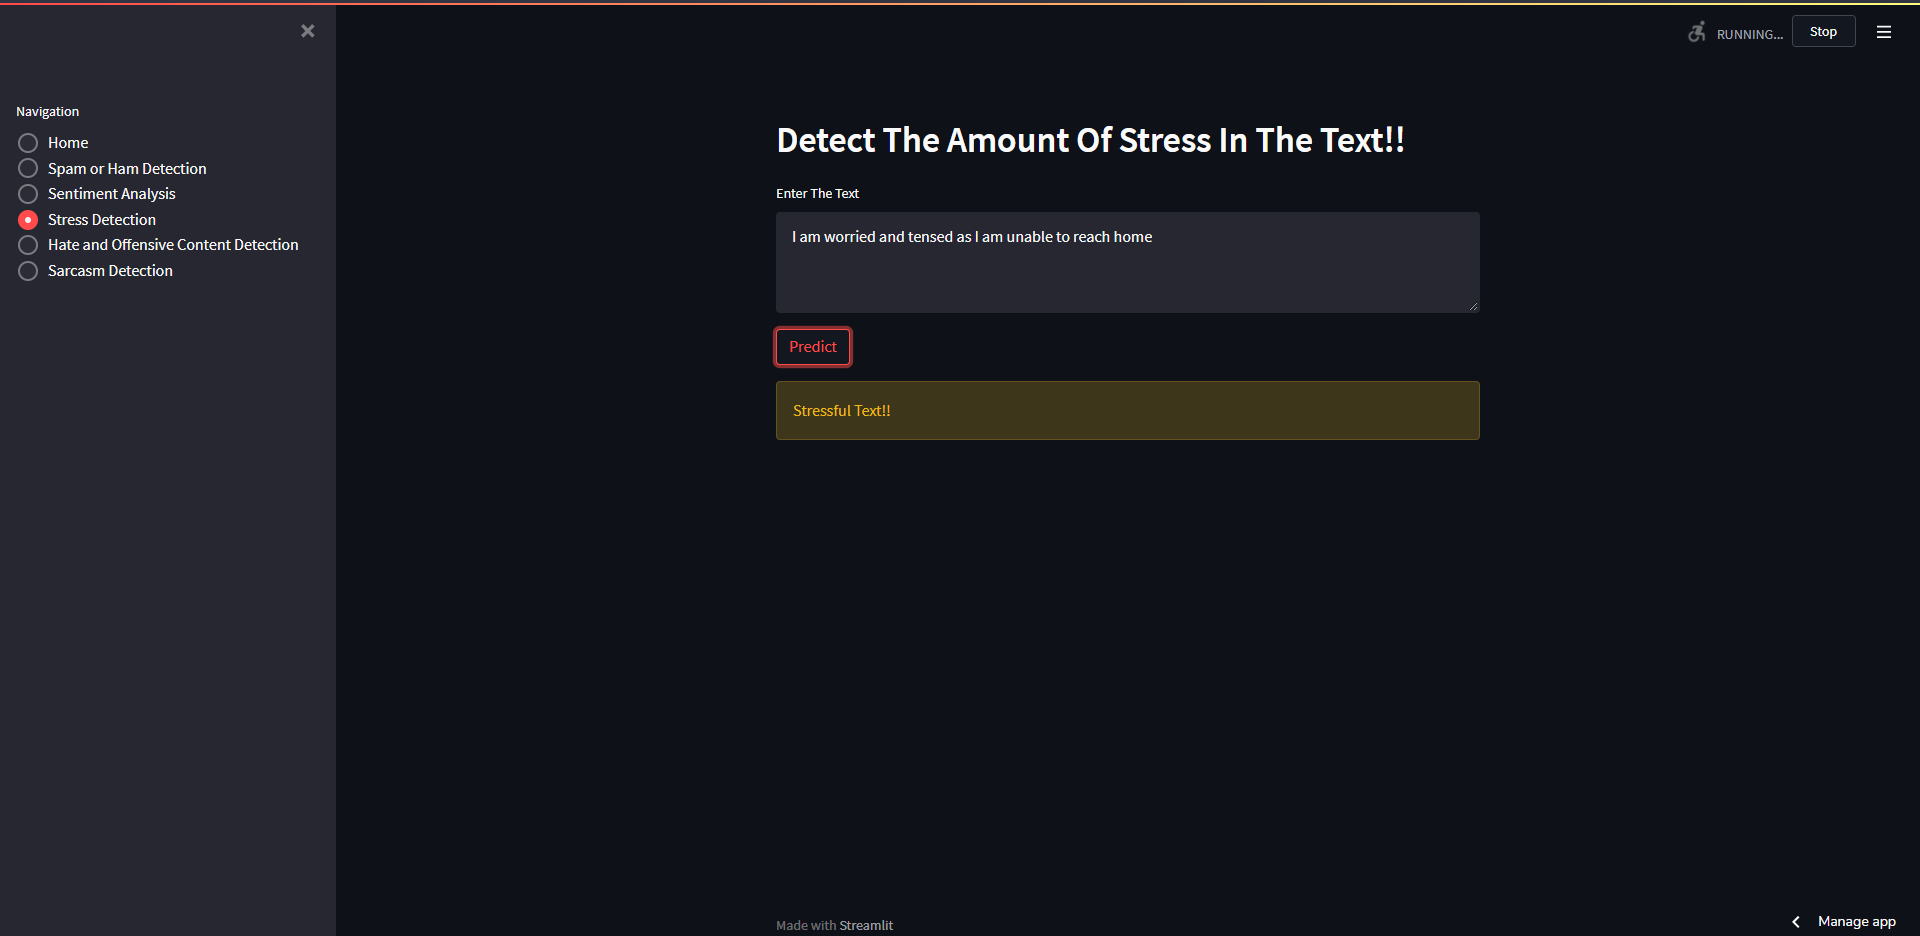 RUNNING...
Stop
Navigation
Home
Spam or Ham Detection
Sentiment Analysis
Stress Detection
Hate and Offensive Content Detection
Sarcasm Detection
Detect The Amount Of Stress In The Text!!
Enter The Text
I am worried and tensed as I am unable to reach home
Predict
Stressful Text!!
Made with Streamlit
Manage app